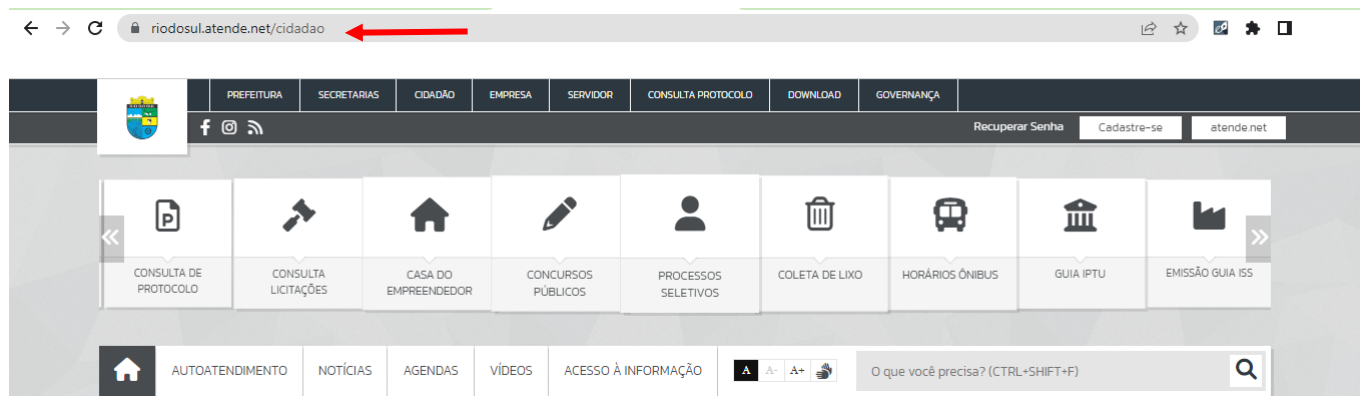 riodosul.atende.net/cidadao
PREFEITURA SECRETARIAS CIDADÃO EMPRESA SERVIDOR CONSULTA PROTOCOLO DOWNLOAD GOVERNANÇA
Recuperar Senha Cadastre-se atende.net
CONSULTA DE
PROTOCOLO
CONSULTA
LICITAÇÕES
CASA DO
EMPREENDEDOR
CONCURSOS
PÚBLICOS
PROCESSOS
SELETIVOS
COLETA DE LIXO
HORÁRIOS ÔNIBUS
GUIA IPTU
EMISSÃO GUIA ISS
AUTOATENDIMENTO NOTÍCIAS AGENDAS VÍDEOS ACESSO À INFORMAÇÃO A A- A+ O que você precisa? (CTRL+SHIFT+F)